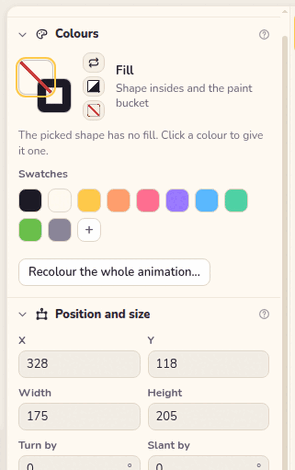 Colours
Fill
Shape insides and the paint
bucket
The picked shape has no fill. Click a colour to give
it one.
Swatches
+
Recolour the whole animation...
Position and size
X
Y
328
118
Width
Height
175
205
Turn by
Slant by
0
°
0
°